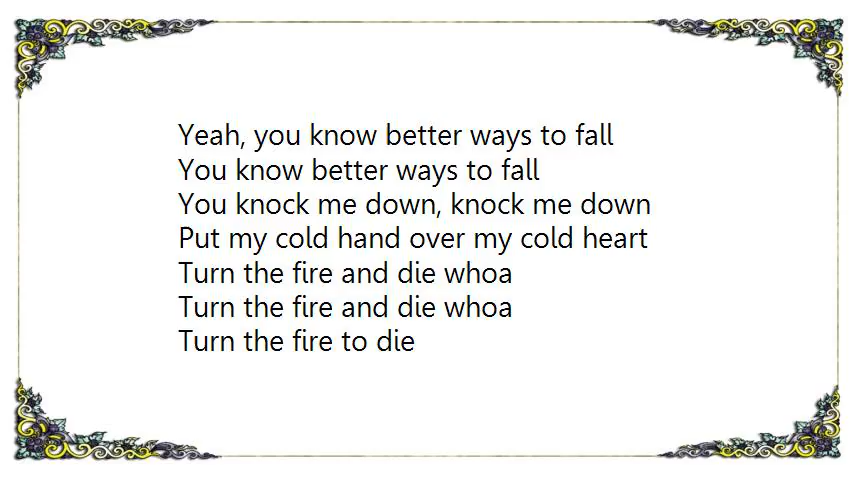 Yeah, you know better ways to fall
You know better ways to fall
You knock me down, knock me down
Put my cold hand over my cold heart
Turn the fire and die whoa
Turn the fire and die whoa
Turn the fire to die